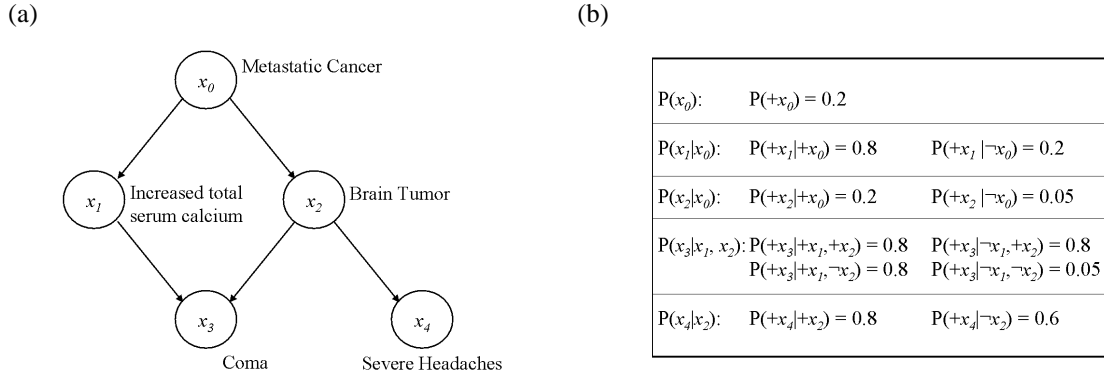 (a)
x₀ Metastatic Cancer
x₁ Increased total
serum calcium
x₂ Brain Tumor
x₃
x₄
Coma
Severe Headaches
(b)
P(x₀): P(+x₀) = 0.2
P(x₁|x₀): P(+x₁|+x₀) = 0.8 P(+x₁ |¬x₀) = 0.2
P(x₂|x₀): P(+x₂|+x₀) = 0.2 P(+x₂ |¬x₀) = 0.05
P(x₃|x₁, x₂): P(+x₃|+x₁,+x₂) = 0.8 P(+x₃|¬x₁,+x₂) = 0.8
P(+x₃|+x₁,¬x₂) = 0.8 P(+x₃|¬x₁,¬x₂) = 0.05
P(x₄|x₂): P(+x₄|+x₂) = 0.8 P(+x₄|¬x₂) = 0.6